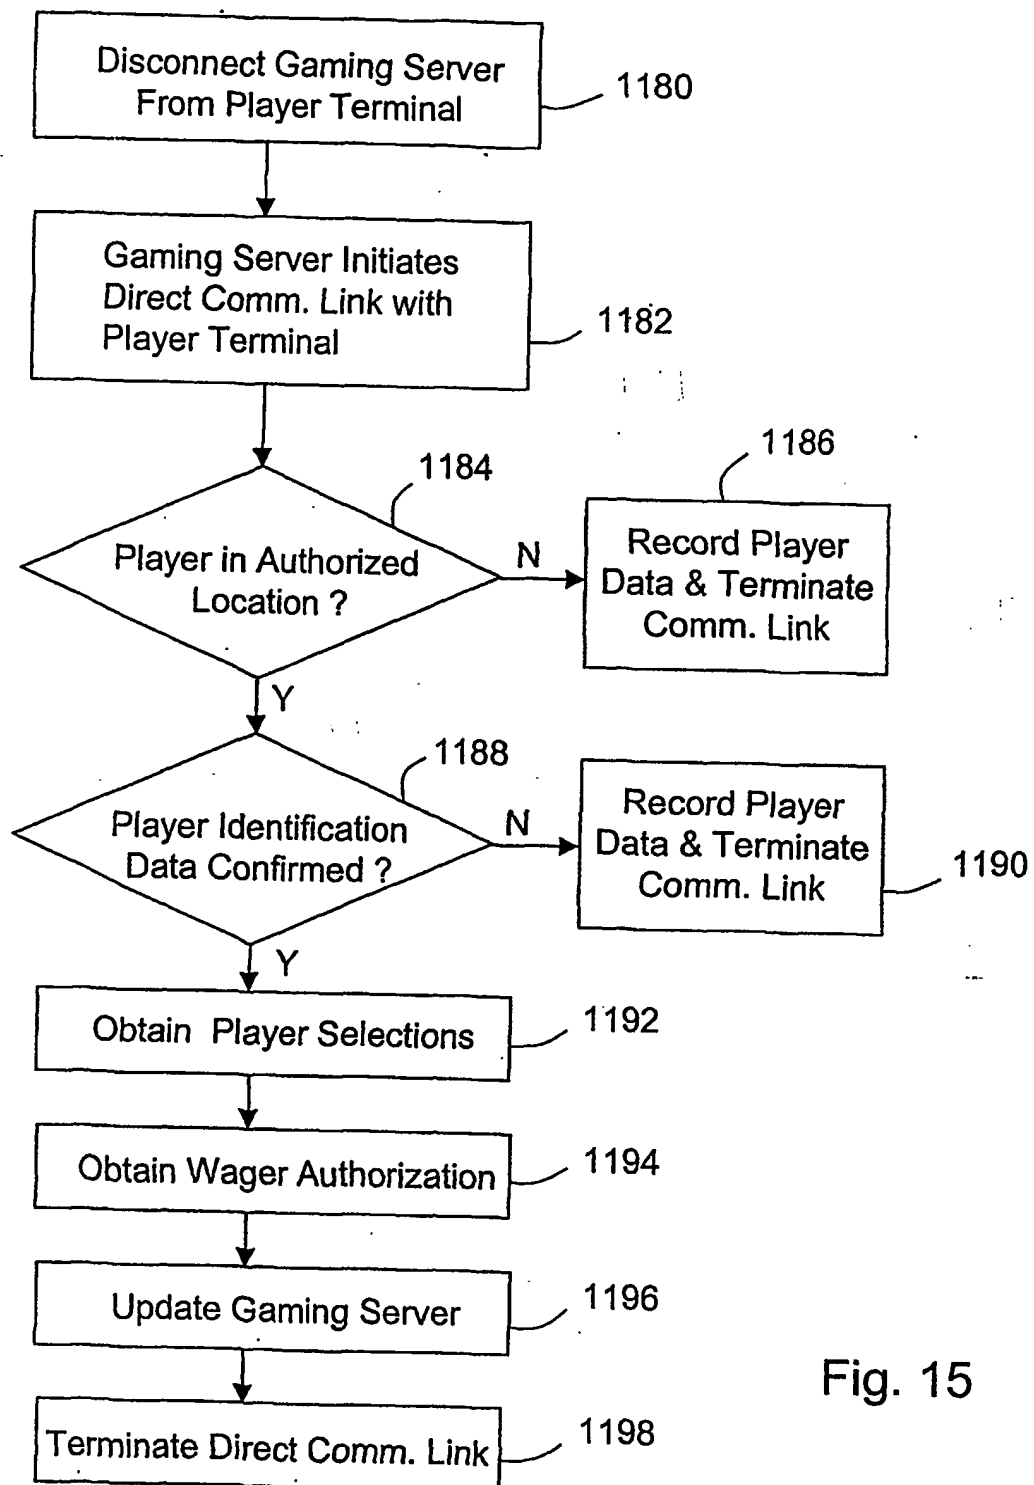 Disconnect Gaming Server
From Player Terminal
1180
Gaming Server Initiates
Direct Comm. Link with
Player Terminal
1182
1184
1186
Player in Authorized
Location ?
N
Record Player
Data & Terminate
Comm. Link
Y
1188
Player Identification
Data Confirmed ?
N
Record Player
Data & Terminate
Comm. Link
1190
Y
Obtain Player Selections
1192
Obtain Wager Authorization
1194
Update Gaming Server
1196
Fig. 15
Terminate Direct Comm. Link
1198